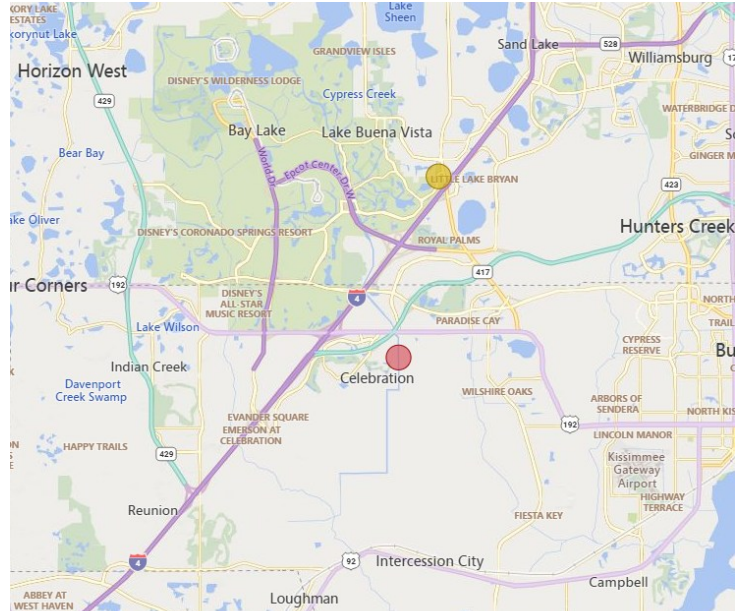 KORY LAKE
ESTATES
korynut Lake
Lake
Sheen
Sand Lake
528
Williamsburg
17
GRANDVIEW ISLES
Horizon West
DISNEY'S WILDERNESS LODGE
429
Cypress Creek
WATERBRIDGE D
Bay Lake
Lake Buena Vista
Bear Bay
World Dr
Epcot Center Dr W
GINGER M
LITTLE LAKE BRYAN
423
ake Oliver
DISNEY'S CORONADO SPRINGS RESORT
ROYAL PALMS
Hunters Creek
417
ur Corners
192
4
DISNEY'S
ALL-STAR
MUSIC RESORT
NORTH
TRAIL
Lake Wilson
PARADISE CAY
CYPRESS
RESERVE
Bu
Indian Creek
Celebration
Davenport
Creek Swamp
WILSHIRE OAKS
ARBORS OF
SENDERA
NORTH KIS
EVANDER SQUARE
EMERSON AT
CELEBRATION
192
LINCOLN MANOR
HAPPY TRAILS
429
Kissimmee
Gateway
Airport
HIGHWAY
TERRACE
Reunion
FIESTA KEY
4
92
Intercession City
Campbell
ABBEY AT
WEST HAVEN
Loughman